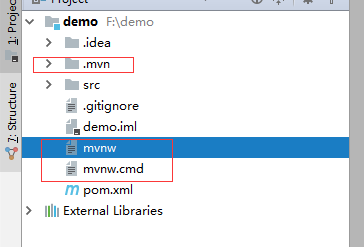 Project
demo F:\demo
.idea
.mvn
src
.gitignore
demo.iml
mvnw
mvnw.cmd
pom.xml
External Libraries
1: Project
7: Structure